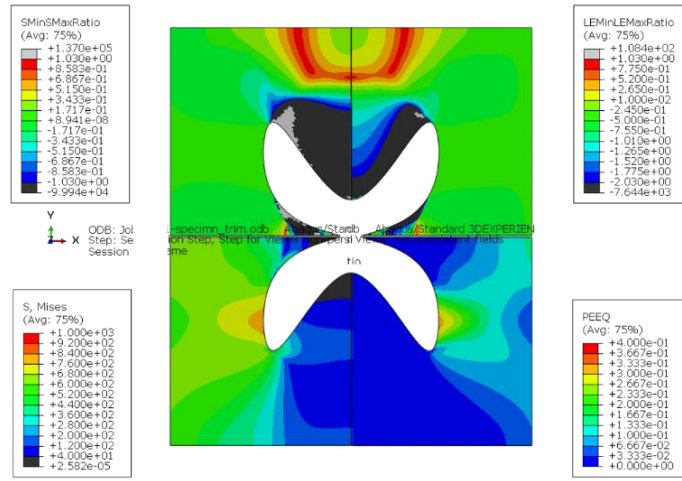 SMinSMaxRatio
(Avg: 75%)
+1.370e+05
+1.030e+00
+8.583e-01
+6.867e-01
+5.150e-01
+3.433e-01
+1.717e-01
+8.941e-08
-1.717e-01
-3.433e-01
-5.150e-01
-6.867e-01
-8.583e-01
-1.030e+00
-9.994e+04
LEMinLEMaxRatio
(Avg: 75%)
+1.084e+02
+1.030e+00
+7.750e-01
+5.200e-01
+2.650e-01
+1.000e-02
-2.450e-01
-5.000e-01
-7.550e-01
-1.010e+00
-1.265e+00
-1.520e+00
-1.775e+00
-2.030e+00
-7.644e+03
Y
X
ODB: Jol -specimn_trim.odb Abaqus/Standard 3DEXPERIEN
Step: Se ion Step, Step for Viewer non-persistent fields
Session
S, Mises
(Avg: 75%)
+1.000e+03
+9.200e+02
+8.400e+02
+7.600e+02
+6.800e+02
+6.000e+02
+5.200e+02
+4.400e+02
+3.600e+02
+2.800e+02
+2.000e+02
+1.200e+02
+4.000e+01
+2.582e-05
PEEQ
(Avg: 75%)
+4.000e-01
+3.667e-01
+3.333e-01
+3.000e-01
+2.667e-01
+2.333e-01
+2.000e-01
+1.667e-01
+1.333e-01
+1.000e-01
+6.667e-02
+3.333e-02
+0.000e+00